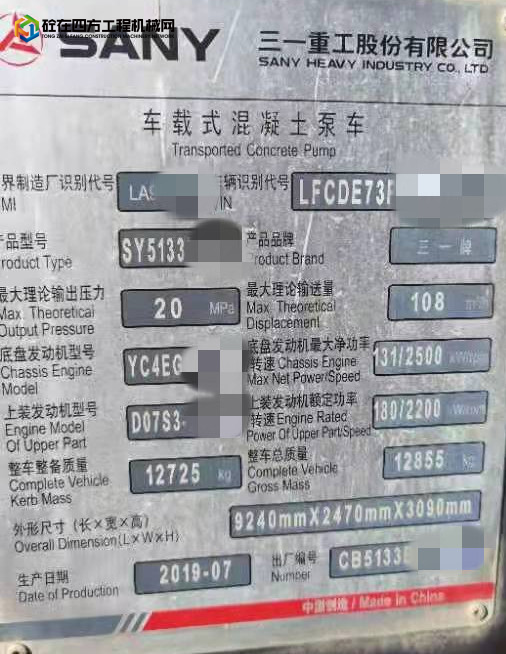 砼在四方工程机械网
SANY
三一重工股份有限公司
SANY HEAVY INDUSTRY CO., LTD
车载式混凝土泵车
Transported Concrete Pump
界制造厂识别代号 LA 车辆识别代号 LFCDE73F
MI IN
产品型号 SY5133 产品品牌 三一牌
roduct Type Product Brand
最大理论输出压力 20 MPa 最大理论输送量 108
Max Theoretical Max Theoretical
Output Pressure Displacement
底盘发动机型号 YC4EG 底盘发动机最大净功率 131/2500
Chassis Engine 转速 Chassis Engine
Model Max Net Power/Speed
上装发动机型号 D07S3- 上装发动机额定功率 180/2200
Engine Model 转速 Engine Rated
Of Upper Part Power Of Upper Part/Speed
整车整备质量 12725 kg 整车总质量 12855 kg
Complete Vehicle Complete Vehicle
Kerb Mass Gross Mass
外形尺寸 (长×宽×高) 9240mmX2470mmX3090mm
Overall Dimension(L×W×H)
生产日期 2019-07 出厂编号 CB5133
Date of Production Number
中国制造 / Made in China